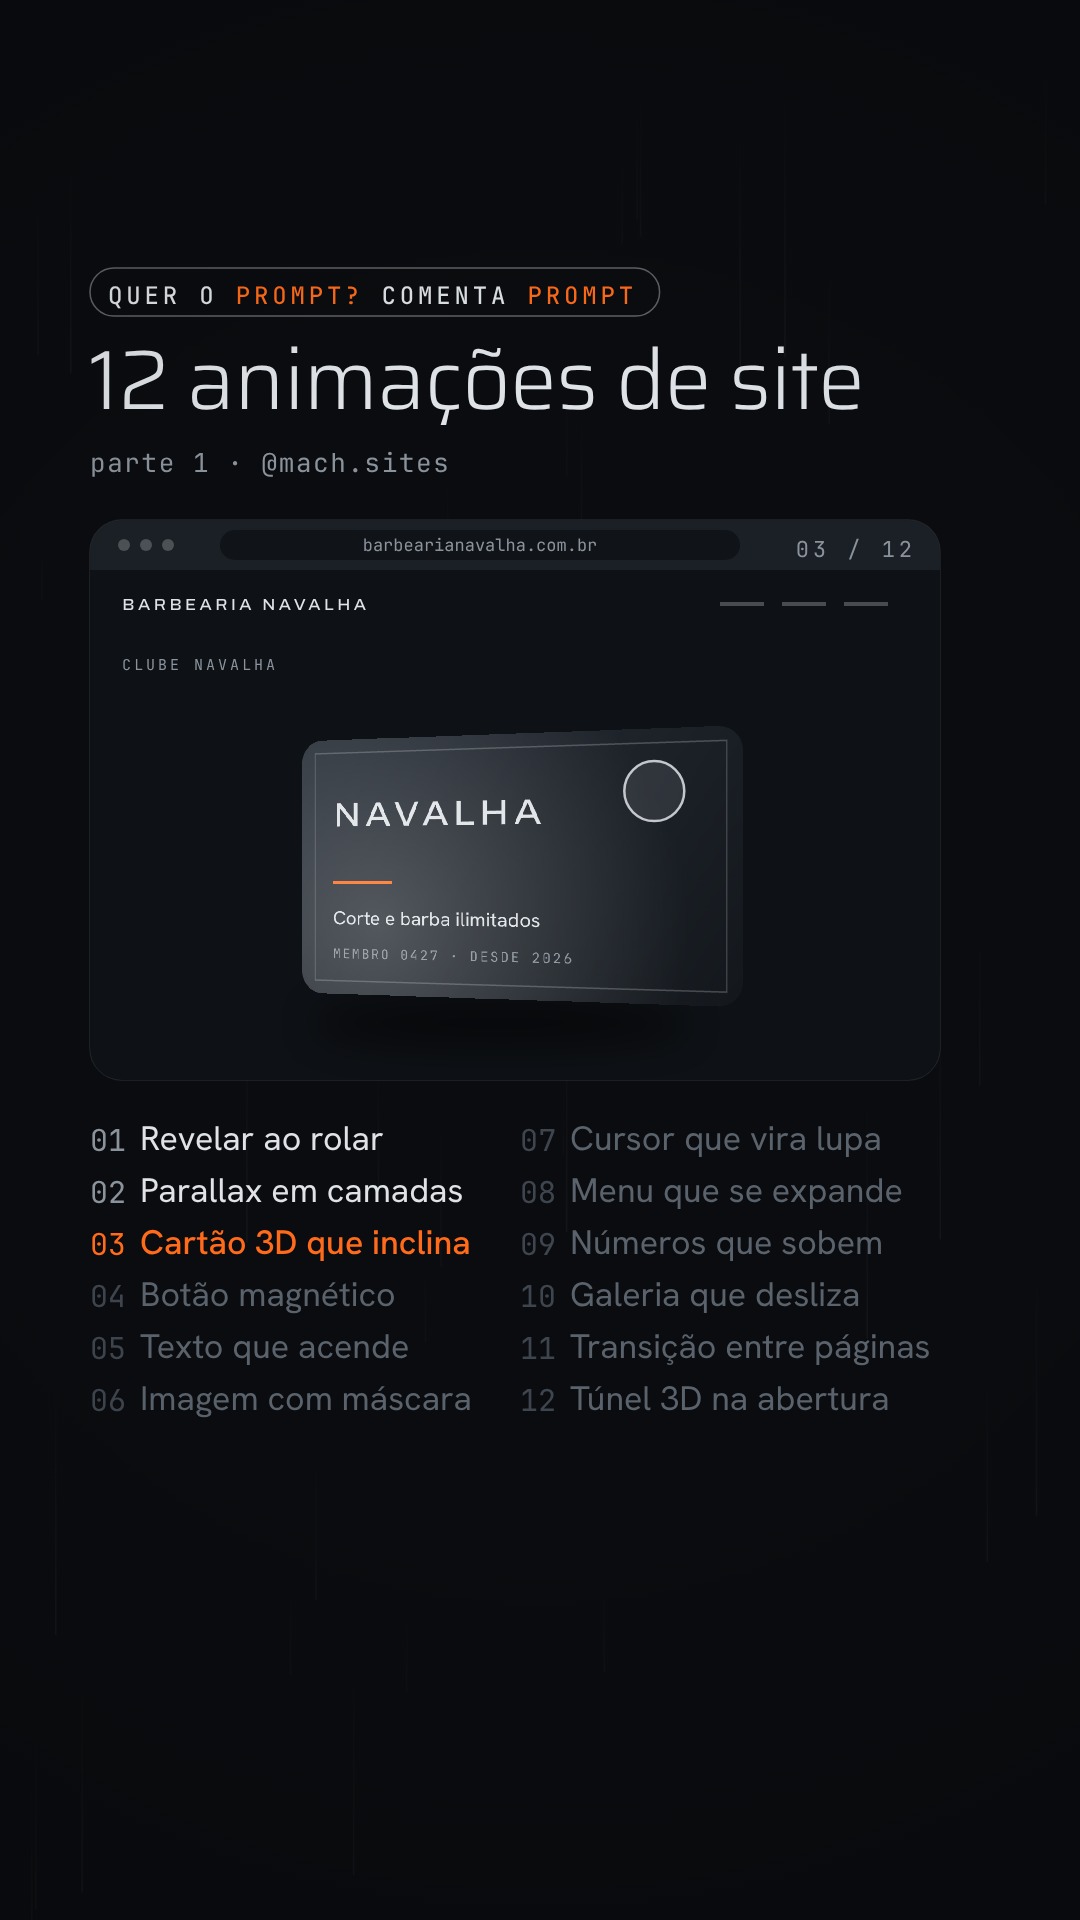 QUER O PROMPT? COMENTA PROMPT
12 animações de site
parte 1 · @mach.sites
barbearianavalha.com.br
03 / 12
BARBEARIA NAVALHA
CLUBE NAVALHA
NAVALHA
Corte e barba ilimitados
MEMBRO 0427 · DESDE 2026
01 Revelar ao rolar
02 Parallax em camadas
03 Cartão 3D que inclina
04 Botão magnético
05 Texto que acende
06 Imagem com máscara
07 Cursor que vira lupa
08 Menu que se expande
09 Números que sobem
10 Galeria que desliza
11 Transição entre páginas
12 Túnel 3D na abertura